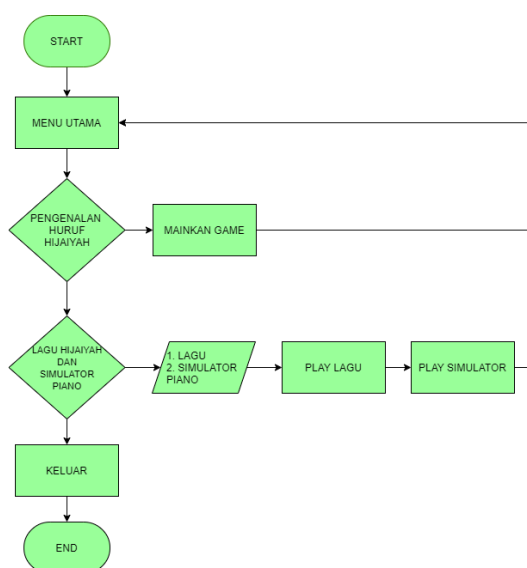 START
MENU UTAMA
PENGENALAN
HURUF
HIJAIYAH
MAINKAN GAME
LAGU HIJAIYAH
DAN
SIMULATOR
PIANO
1. LAGU
2. SIMULATOR
PIANO
PLAY LAGU
PLAY SIMULATOR
KELUAR
END